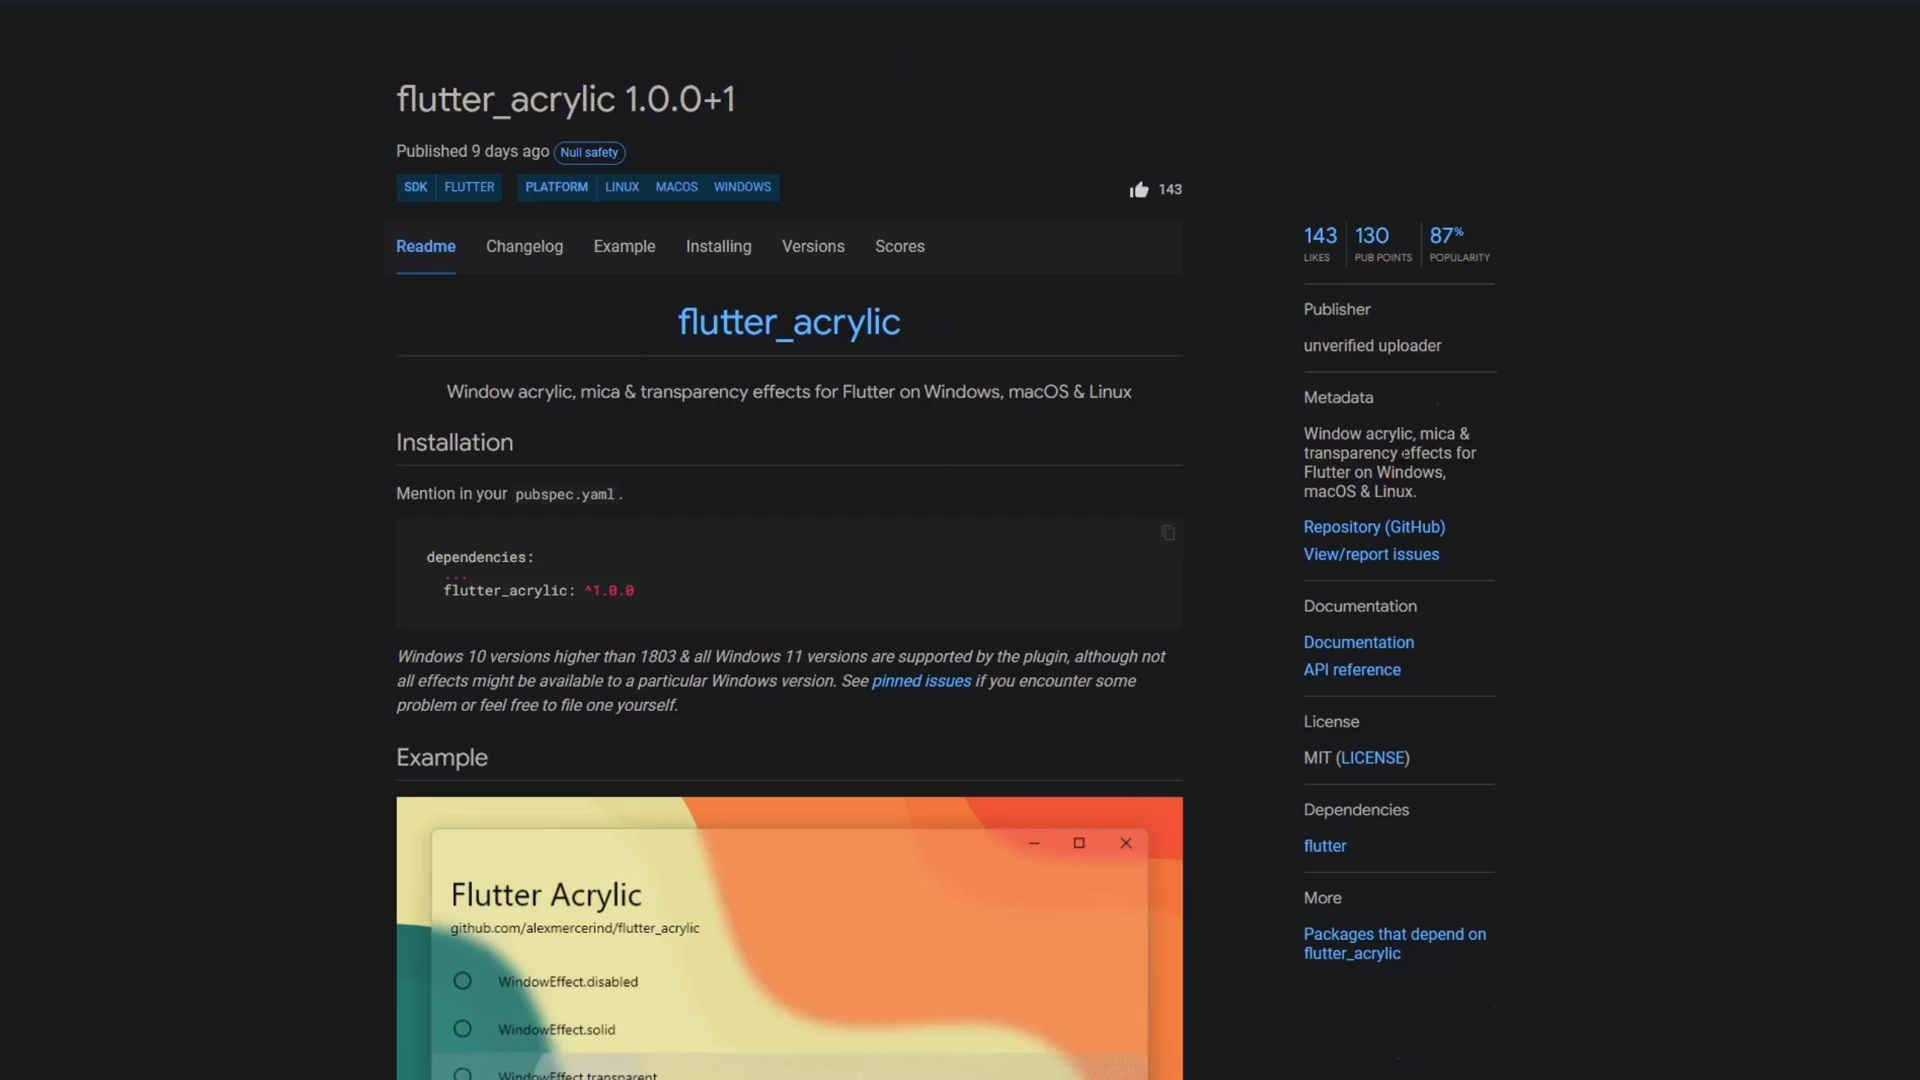 flutter_acrylic 1.0.0+1
Published 9 days ago Null safety
SDK FLUTTER PLATFORM LINUX MACOS WINDOWS
143
Readme Changelog Example Installing Versions Scores
flutter_acrylic
Window acrylic, mica & transparency effects for Flutter on Windows, macOS & Linux
Installation
Mention in your pubspec.yaml.
dependencies:
...
flutter_acrylic: ^1.0.0
Windows 10 versions higher than 1803 & all Windows 11 versions are supported by the plugin, although not
all effects might be available to a particular Windows version. See pinned issues if you encounter some
problem or feel free to file one yourself.
Example
Flutter Acrylic
github.com/alexmercerind/flutter_acrylic
WindowEffect.disabled
WindowEffect.solid
WindowEffect.transparent
143 130 87%
LIKES PUB POINTS POPULARITY
Publisher
unverified uploader
Metadata
Window acrylic, mica &
transparency effects for
Flutter on Windows,
macOS & Linux.
Repository (GitHub)
View/report issues
Documentation
Documentation
API reference
License
MIT (LICENSE)
Dependencies
flutter
More
Packages that depend on
flutter_acrylic